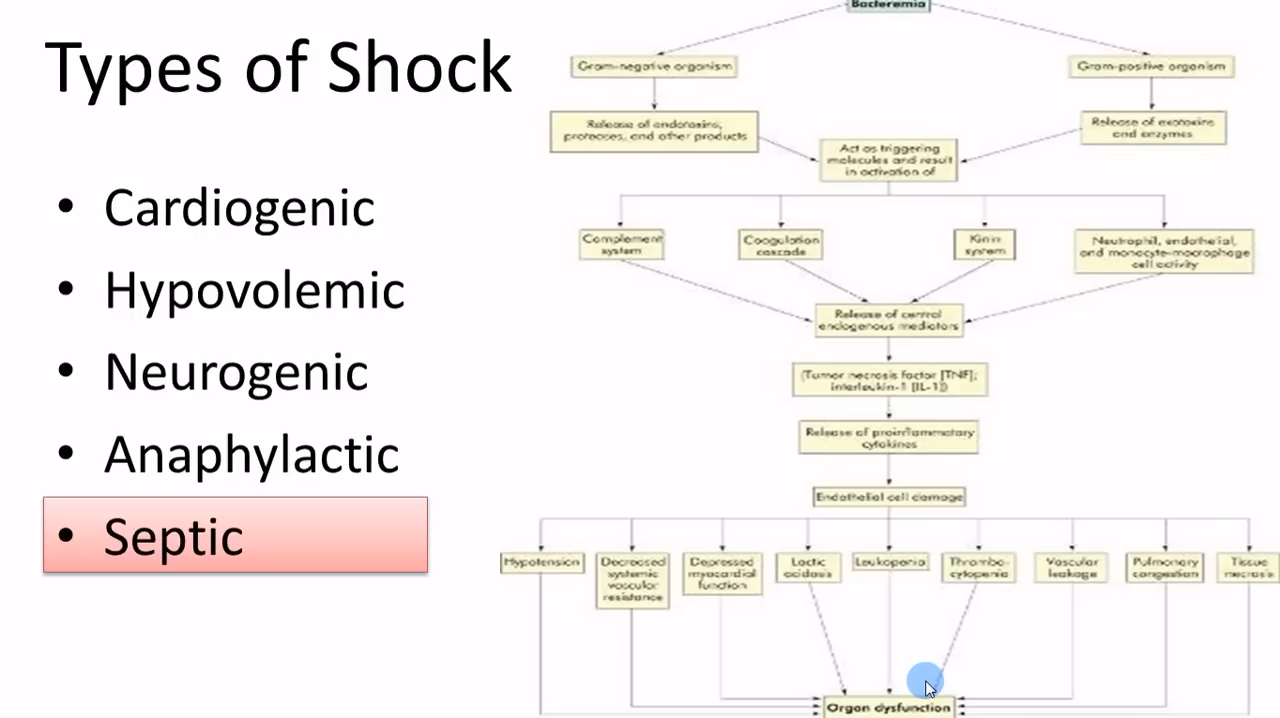 Types of Shock
• Cardiogenic
• Hypovolemic
• Neurogenic
• Anaphylactic
• Septic
Bacteremia
Gram-negative organism
Gram-positive organism
Release of endotoxins,
proteases, and other products
Release of exotoxins
and enzymes
Act as triggering
molecules and result
in activation of
Complement
system
Coagulation
cascade
Kinin
system
Neutrophil, endothelial,
and monocyte-macrophage
cell activity
Release of central
endogenous mediators
(Tumor necrosis factor [TNF];
interleukin-1 [IL-1])
Release of proinflammatory
cytokines
Endothelial cell damage
Hypotension
Decreased
systemic
vascular
resistance
Depressed
myocardial
function
Lactic
acidosis
Leukopenia
Thrombo-
cytopenia
Vascular
leakage
Pulmonary
congestion
Tissue
necrosis
Organ dysfunction